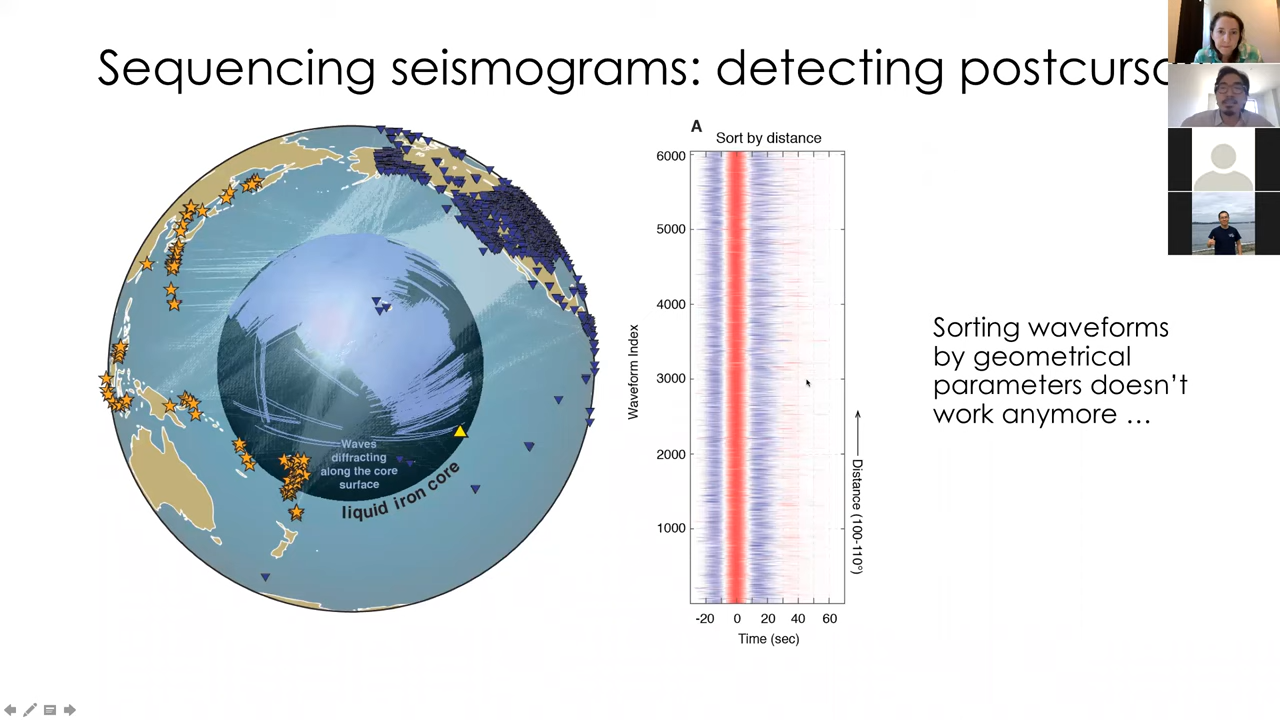 Sequencing seismograms: detecting
Waves
diffracting
along the core
surface
liquid iron core
A
Sort by distance
6000
5000
4000
3000
2000
1000
Waveform Index
-20 0 20 40 60
Time (sec)
Distance (100-110°)
Sorting waveforms
by geometrical
parameters doesn't
work anymore …